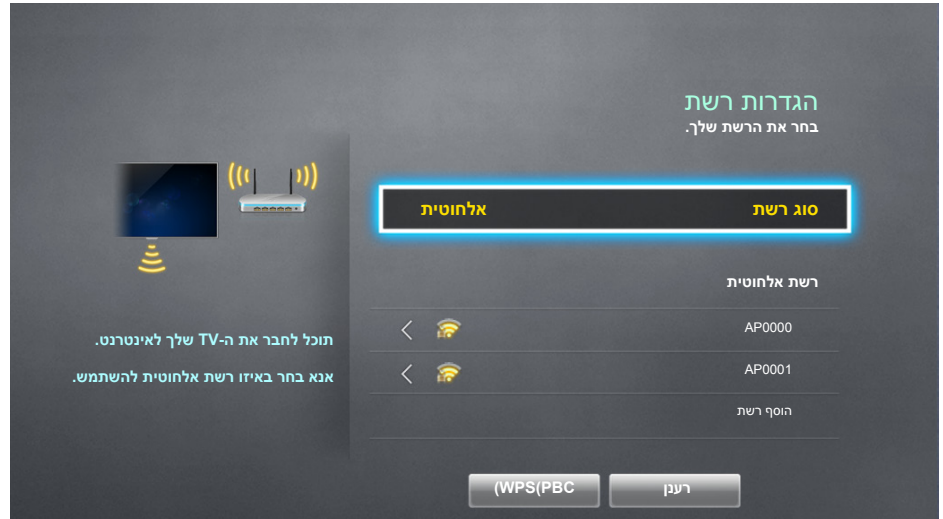 הגדרות רשת
בחר את הרשת שלך.
סוג רשת אלחוטית
רשת אלחוטית
AP0000
AP0001
הוסף רשת
רענן (WPS(PBC
תוכל לחבר את ה-TV שלך לאינטרנט.
אנא בחר באיזו רשת אלחוטית להשתמש.